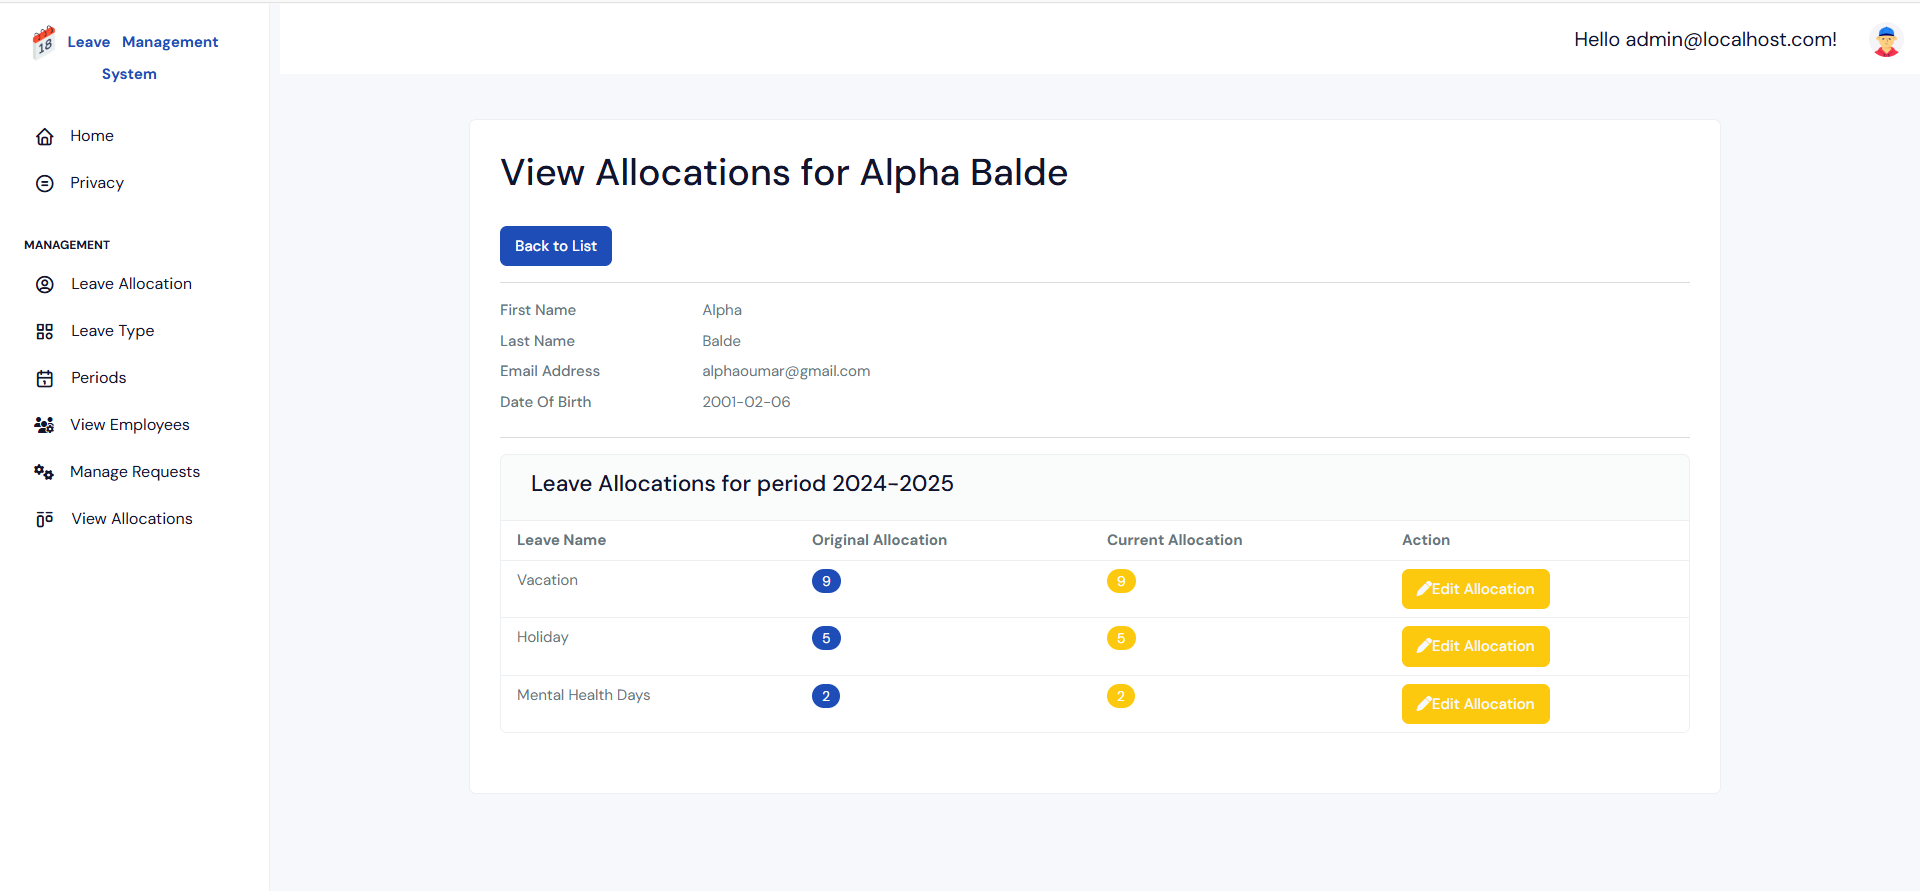 Leave Management
System
Hello admin@localhost.com!
Home
Privacy
MANAGEMENT
Leave Allocation
Leave Type
Periods
View Employees
Manage Requests
View Allocations
View Allocations for Alpha Balde
Back to List
First Name Alpha
Last Name Balde
Email Address alphaoumar@gmail.com
Date Of Birth 2001-02-06
Leave Allocations for period 2024-2025
Leave Name Original Allocation Current Allocation Action
Vacation 9 9 Edit Allocation
Holiday 5 5 Edit Allocation
Mental Health Days 2 2 Edit Allocation